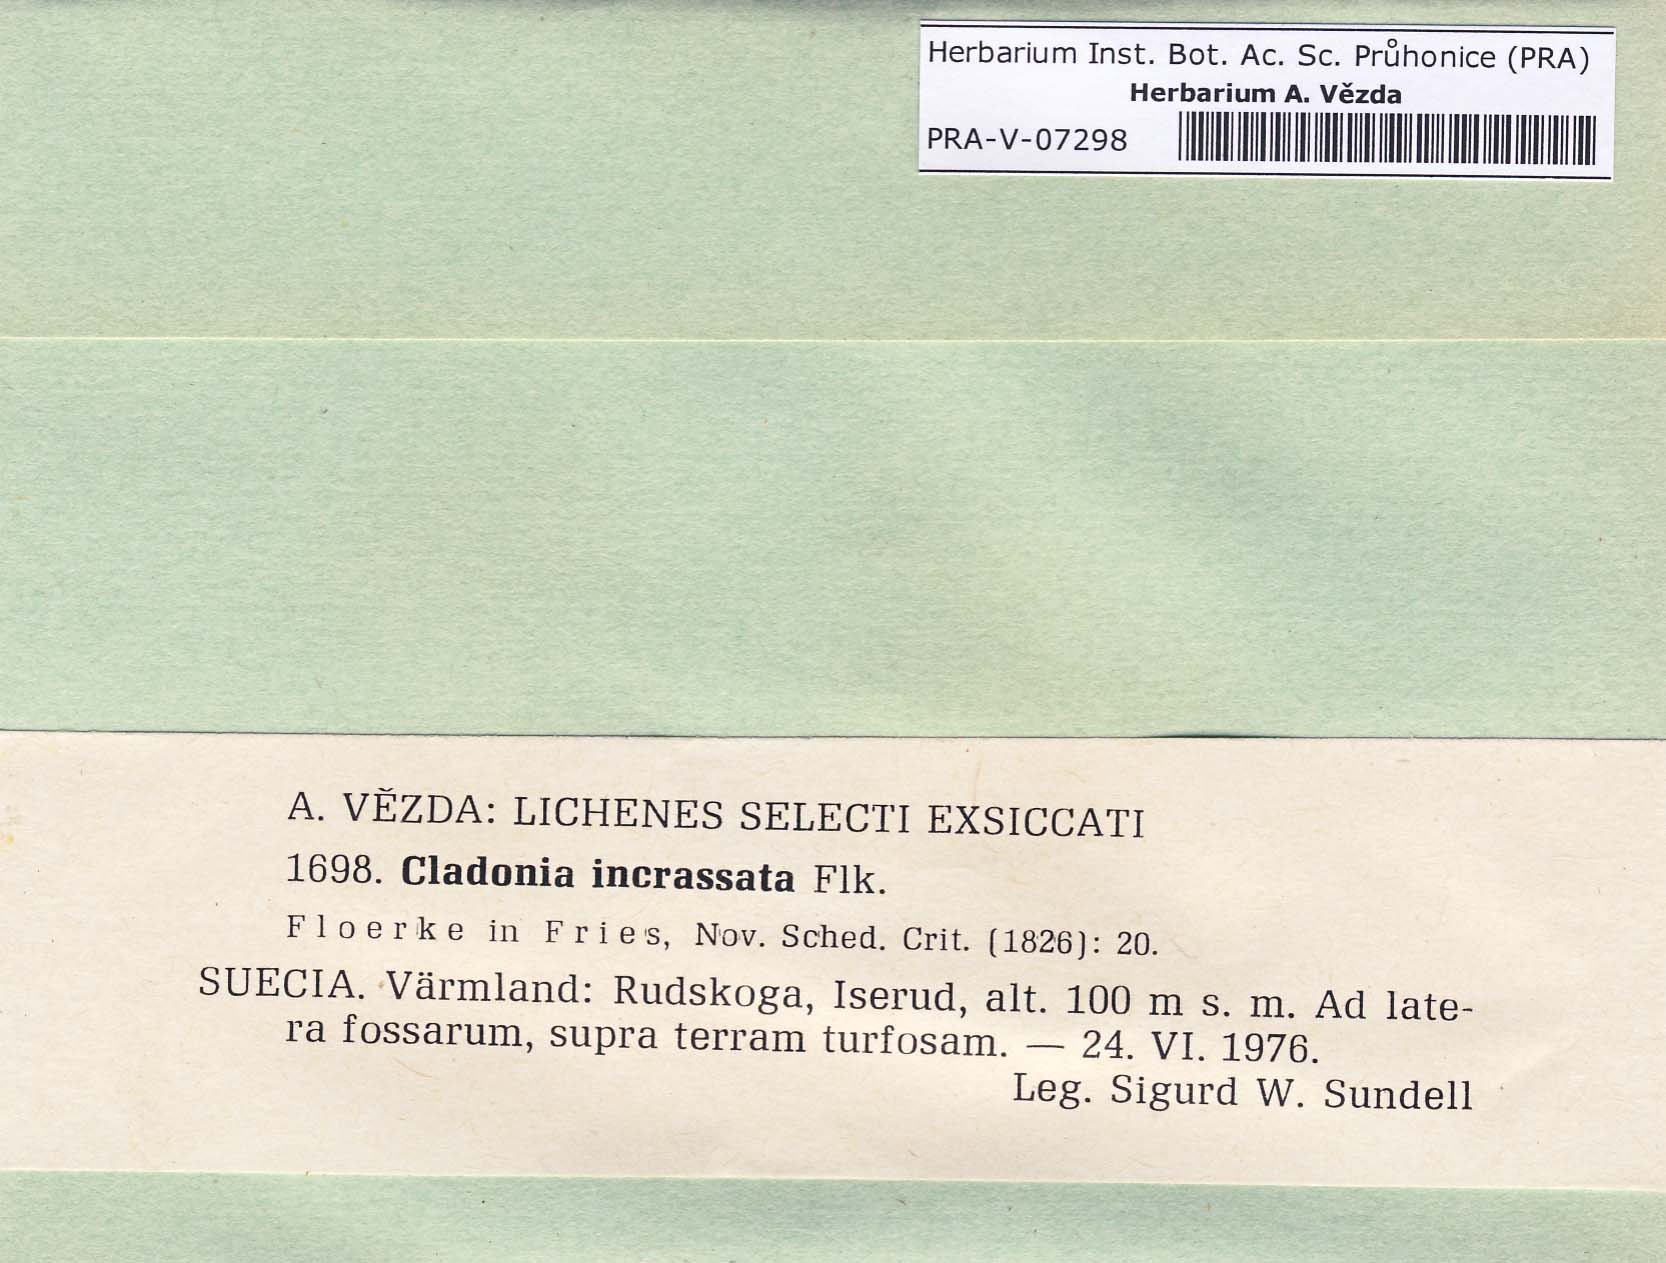 Herbarium Inst. Bot. Ac. Sc. Průhonice (PRA)
Herbarium A. Vězda
PRA-V-07298
A. VĚZDA: LICHENES SELECTI EXSICCATI
1698. Cladonia incrassata Flk.
Floerke in Fries, Nov. Sched. Crit. (1826): 20.
SUECIA. Värmland: Rudskoga, Iserud, alt. 100 m s. m. Ad late-
ra fossarum, supra terram turfosam. — 24. VI. 1976.
Leg. Sigurd W. Sundell